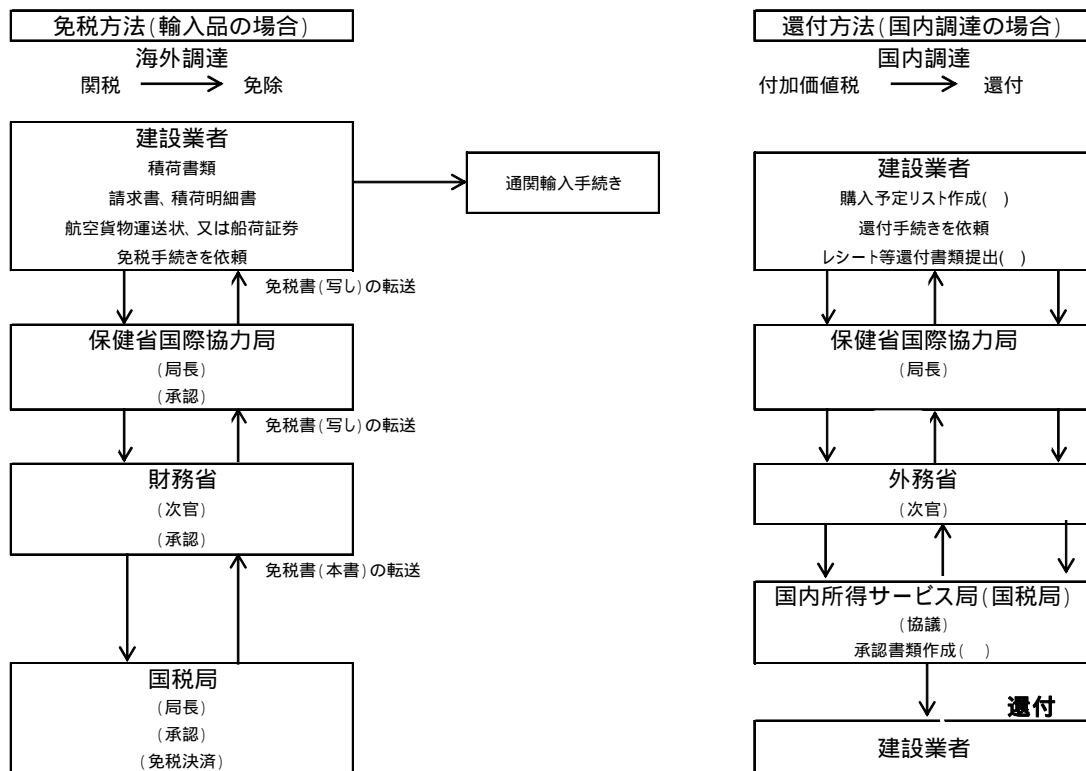 免税方法(輸入品の場合)
海外調達
関税 免除
建設業者
積荷書類
請求書、積荷明細書
航空貨物運送状、又は船荷証券
免税手続きを依頼
通関輸入手続き
免税書(写し)の転送
保健省国際協力局
(局長)
(承認)
免税書(写し)の転送
財務省
(次官)
(承認)
免税書(本書)の転送
国税局
(局長)
(承認)
(免税決済)
還付方法(国内調達の場合)
国内調達
付加価値税 還付
建設業者
購入予定リスト作成( )
還付手続きを依頼
レシート等還付書類提出( )
保健省国際協力局
(局長)
外務省
(次官)
国内所得サービス局(国税局)
(協議)
承認書類作成( )
還付
建設業者